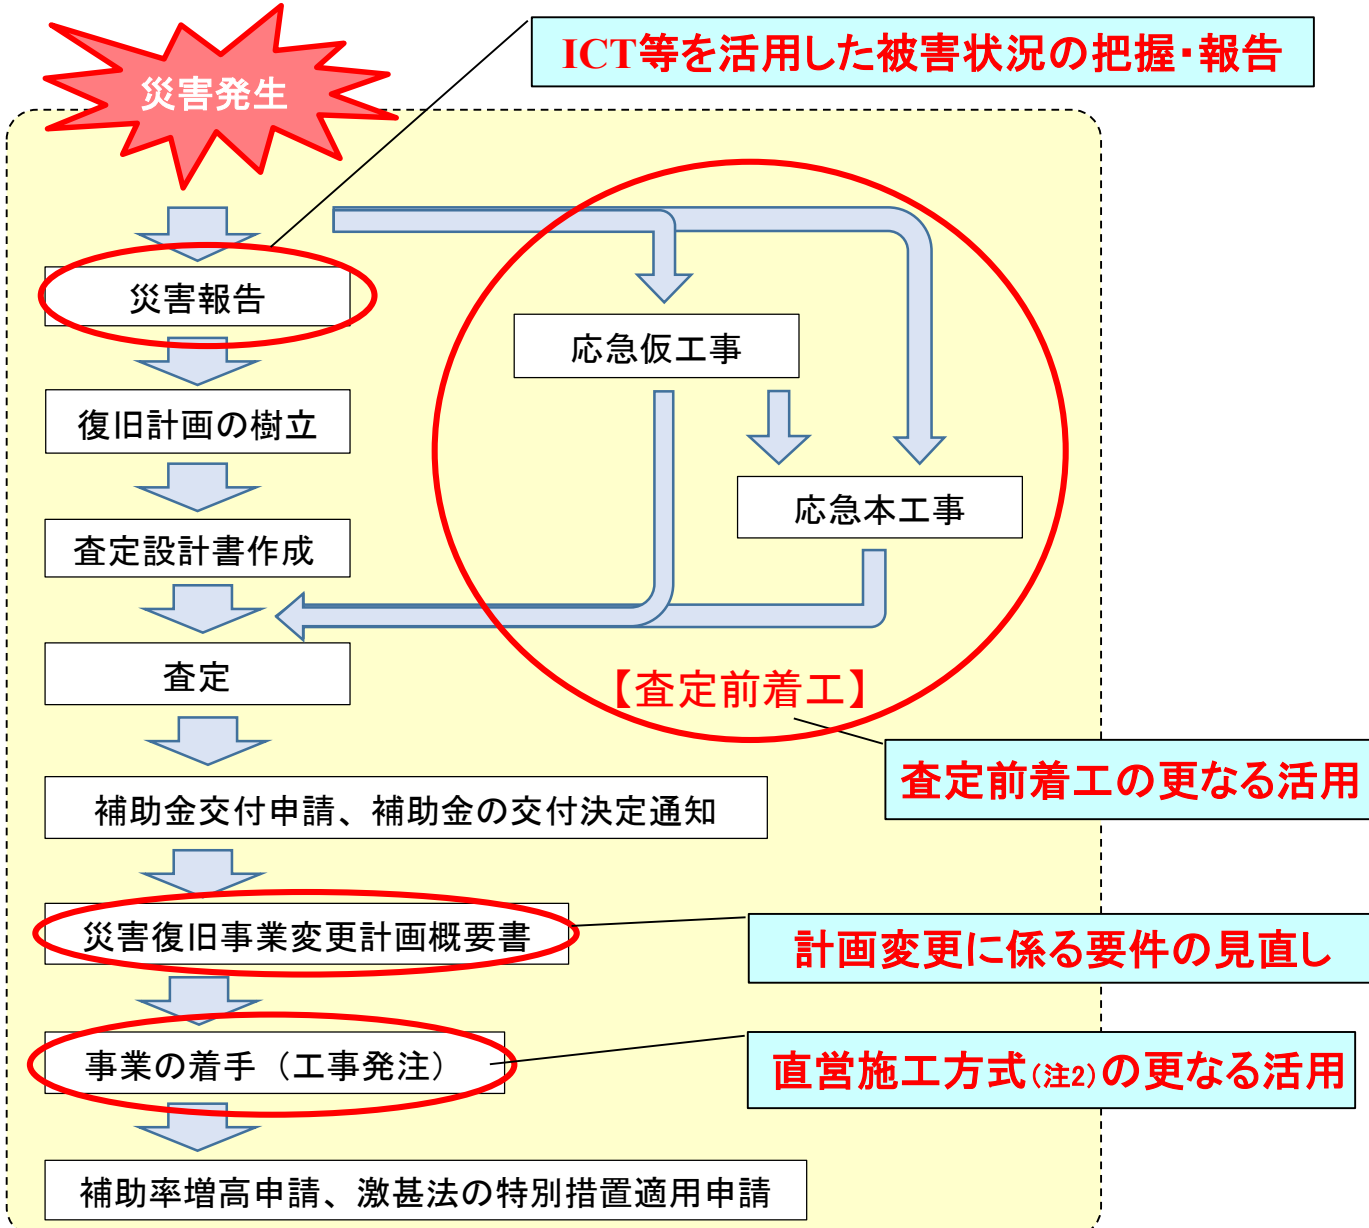 ICT等を活用した被害状況の把握・報告
災害発生
災害報告
応急仮工事
復旧計画の樹立
応急本工事
査定設計書作成
査定
【査定前着工】
査定前着工の更なる活用
補助金交付申請、補助金の交付決定通知
災害復旧事業変更計画概要書
計画変更に係る要件の見直し
事業の着手（工事発注）
直営施工方式(注2)の更なる活用
補助率増高申請、激甚法の特別措置適用申請